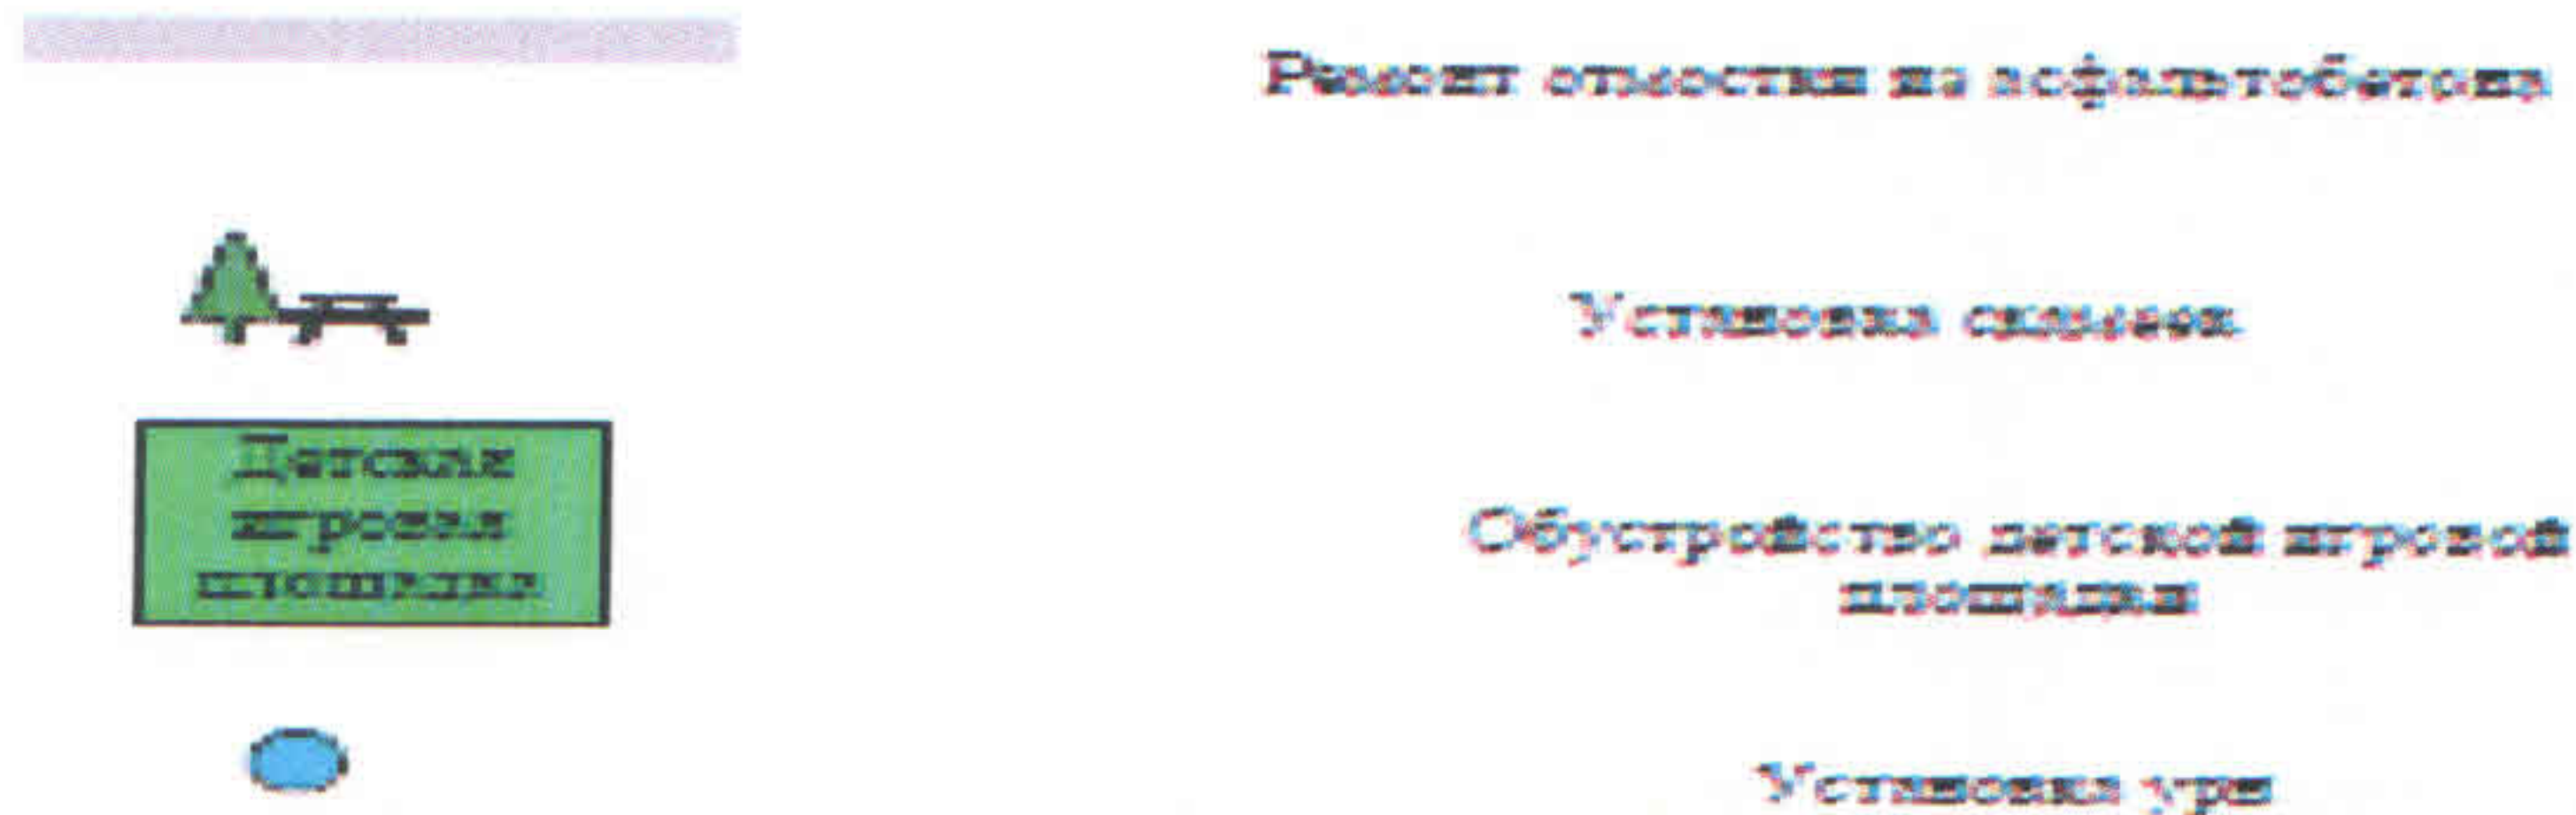 Ремонт отмостки из асфальтобетона
Установка скамеек
Детская
игровая
площадка
Обустройство детской игровой
площадки
Установка урн